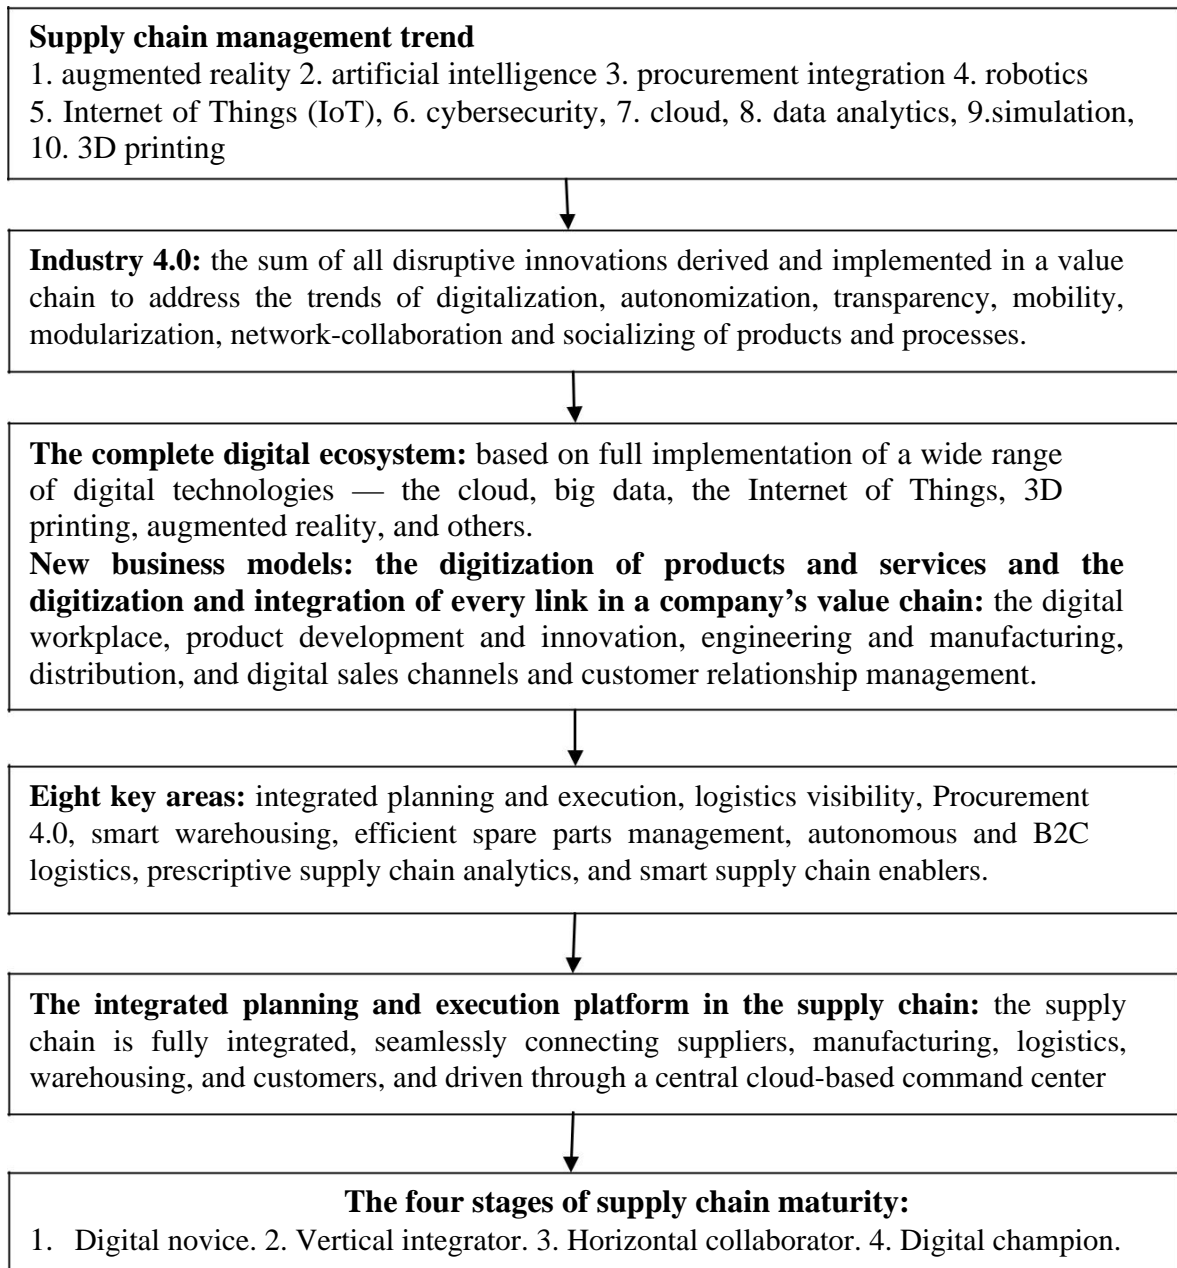 Supply chain management trend
1. augmented reality 2. artificial intelligence 3. procurement integration 4. robotics
5. Internet of Things (IoT), 6. cybersecurity, 7. cloud, 8. data analytics, 9.simulation,
10. 3D printing
Industry 4.0: the sum of all disruptive innovations derived and implemented in a value
chain to address the trends of digitalization, autonomization, transparency, mobility,
modularization, network-collaboration and socializing of products and processes.
The complete digital ecosystem: based on full implementation of a wide range
of digital technologies — the cloud, big data, the Internet of Things, 3D
printing, augmented reality, and others.
New business models: the digitization of products and services and the
digitization and integration of every link in a company's value chain: the digital
workplace, product development and innovation, engineering and manufacturing,
distribution, and digital sales channels and customer relationship management.
Eight key areas: integrated planning and execution, logistics visibility, Procurement
4.0, smart warehousing, efficient spare parts management, autonomous and B2C
logistics, prescriptive supply chain analytics, and smart supply chain enablers.
The integrated planning and execution platform in the supply chain: the supply
chain is fully integrated, seamlessly connecting suppliers, manufacturing, logistics,
warehousing, and customers, and driven through a central cloud-based command center
The four stages of supply chain maturity:
1. Digital novice. 2. Vertical integrator. 3. Horizontal collaborator. 4. Digital champion.